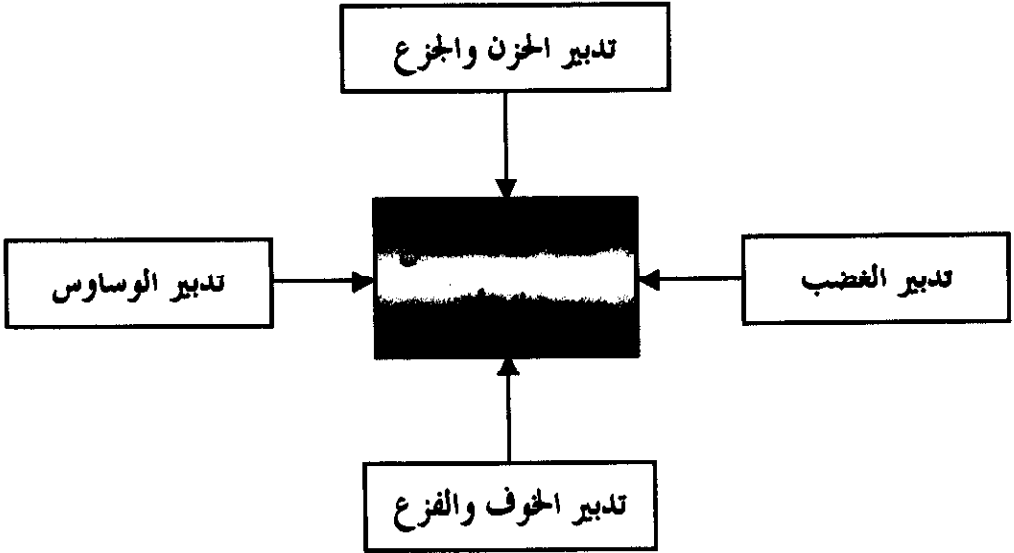 تدبير الحزن والجزع
تدبير الغضب
تدبير الوساوس
تدبير الخوف والفزع